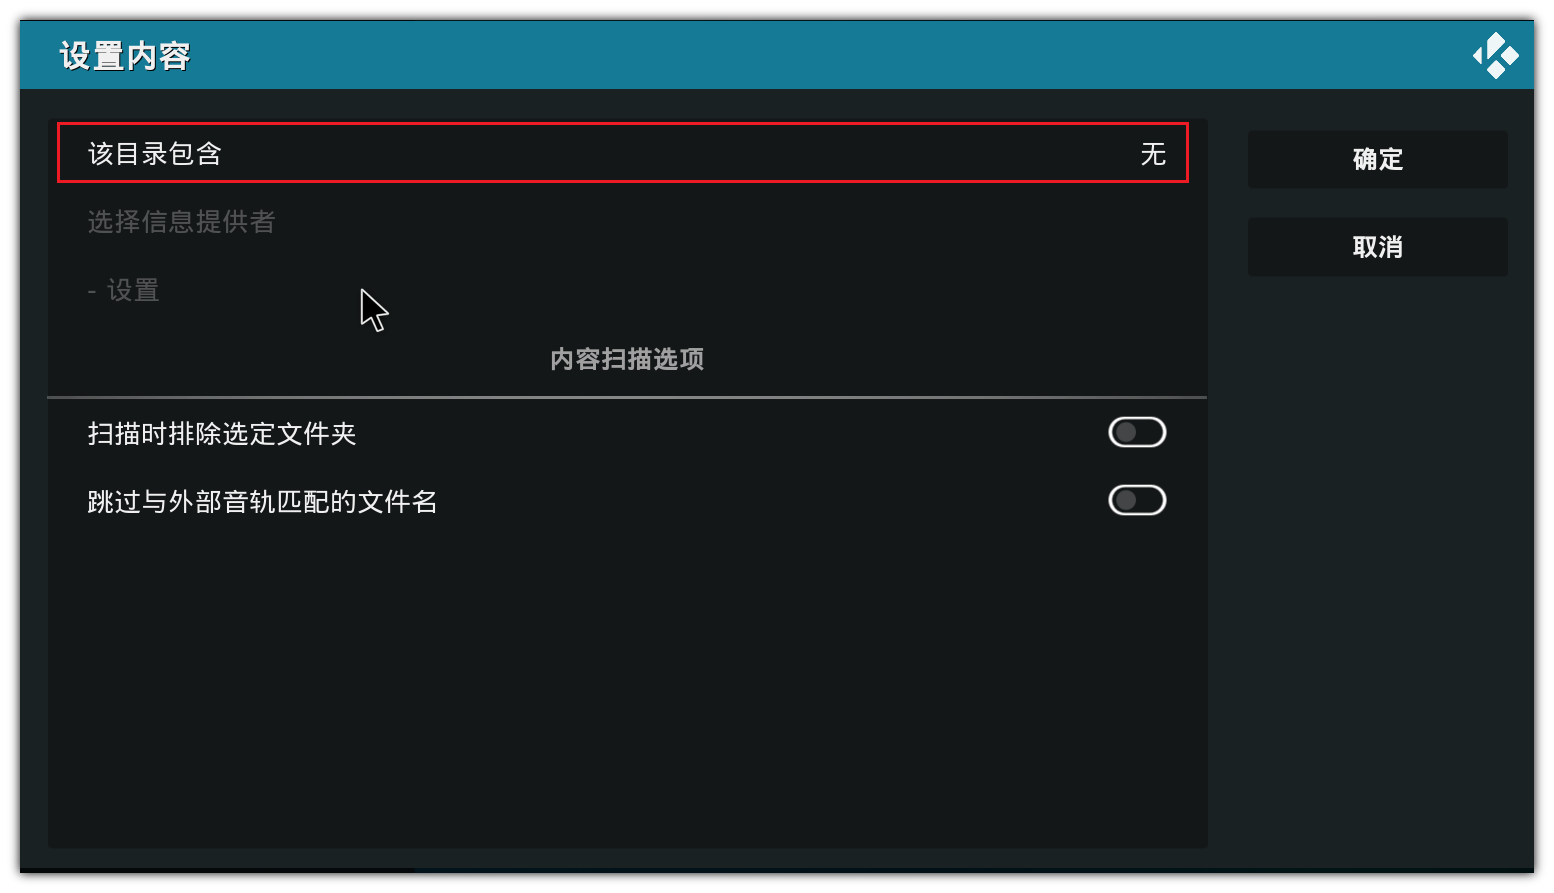 设置内容
该目录包含 无
选择信息提供者
- 设置
内容扫描选项
扫描时排除选定文件夹
跳过与外部音轨匹配的文件名
确定
取消